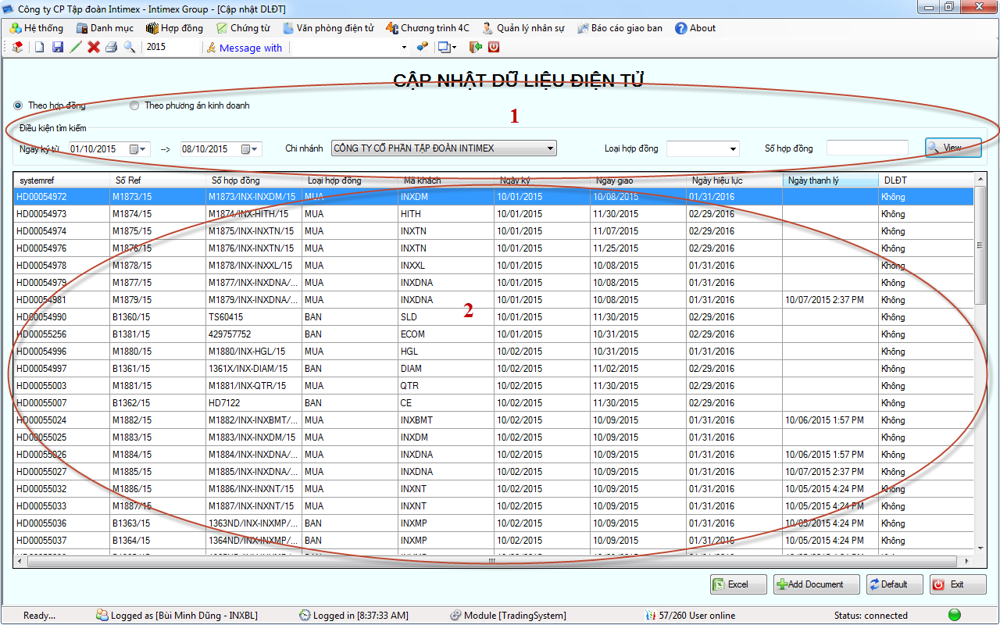 Công ty CP Tập đoàn Intimex - Intimex Group - [Cập nhật DLĐT]
Hệ thống Danh mục Hợp đồng Chứng từ Văn phòng điện tử Chương trình 4C Quản lý nhân sự Báo cáo giao ban About
2015 Message with
CẬP NHẬT DỮ LIỆU ĐIỆN TỬ
Theo hợp đồng Theo phương án kinh doanh
1
Điều kiện tìm kiếm
Ngày ký từ 01/10/2015 --> 08/10/2015 Chi nhánh CÔNG TY CỔ PHẦN TẬP ĐOÀN INTIMEX Loại hợp đồng Số hợp đồng View
systemref Số Ref Số hợp đồng Loại hợp đồng Mã khách Ngày ký Ngày giao Ngày hiệu lực Ngày thanh lý DLĐT
HD00054972 M1873/15 M1873/INX-INXDM/15 MUA INXDM 10/01/2015 10/08/2015 01/31/2016 Không
HD00054973 M1874/15 M1874/INX-HITH/15 MUA HITH 10/01/2015 11/30/2015 02/29/2016 Không
HD00054974 M1875/15 M1875/INX-INXTN/15 MUA INXTN 10/01/2015 11/07/2015 02/29/2016 Không
HD00054976 M1876/15 M1876/INX-INXTN/15 MUA INXTN 10/01/2015 11/25/2015 02/29/2016 Không
HD00054978 M1878/15 M1878/INX-INXXL/15 MUA INXXL 10/01/2015 10/08/2015 01/31/2016 Không
HD00054979 M1877/15 M1877/INX-INXDNA/... MUA INXDNA 10/01/2015 10/08/2015 01/31/2016 Không
HD00054981 M1879/15 M1879/INX-INXDNA/... MUA INXDNA 10/01/2015 10/08/2015 01/31/2016 10/07/2015 2:37 PM Không
2
HD00054990 B1360/15 TS60415 BAN SLD 10/01/2015 11/30/2015 02/29/2016 Không
HD00055256 B1381/15 429757752 BAN ECOM 10/01/2015 10/31/2015 02/29/2016 Không
HD00054996 M1880/15 M1880/INX-HGL/15 MUA HGL 10/02/2015 10/31/2015 01/31/2016 Không
HD00054997 B1361/15 1361X/INX-DIAM/15 BAN DIAM 10/02/2015 11/02/2015 02/29/2016 Không
HD00055003 M1881/15 M1881/INX-QTR/15 MUA QTR 10/02/2015 11/30/2015 02/29/2016 Không
HD00055007 B1362/15 HD7122 BAN CE 10/02/2015 11/30/2015 02/29/2016 Không
HD00055024 M1882/15 M1882/INX-INXBMT/... MUA INXBMT 10/02/2015 10/09/2015 01/31/2016 10/06/2015 1:57 PM Không
HD00055025 M1883/15 M1883/INX-INXDM/15 MUA INXDM 10/02/2015 10/09/2015 01/31/2016 Không
HD00055026 M1884/15 M1884/INX-INXDNA/... MUA INXDNA 10/02/2015 10/09/2015 01/31/2016 10/06/2015 1:57 PM Không
HD00055027 M1885/15 M1885/INX-INXDNA/... MUA INXDNA 10/02/2015 10/09/2015 01/31/2016 10/07/2015 2:37 PM Không
HD00055032 M1886/15 M1886/INX-INXNT/15 MUA INXNT 10/02/2015 10/09/2015 01/31/2016 10/05/2015 4:24 PM Không
HD00055033 M1887/15 M1887/INX-INXNT/15 MUA INXNT 10/02/2015 10/09/2015 01/31/2016 10/05/2015 4:24 PM Không
HD00055036 B1363/15 1363ND/INX-INXMP/... BAN INXMP 10/02/2015 10/09/2015 01/31/2016 10/05/2015 4:24 PM Không
HD00055037 B1364/15 1364ND/INX-INXMP/... BAN INXMP 10/02/2015 10/09/2015 01/31/2016 10/05/2015 4:24 PM Không
Excel Add Document Default Exit
Ready... Logged as [Bùi Minh Dũng - INXBL] Logged in [8:37:33 AM] Module [TradingSystem] 57/260 User online Status: connected